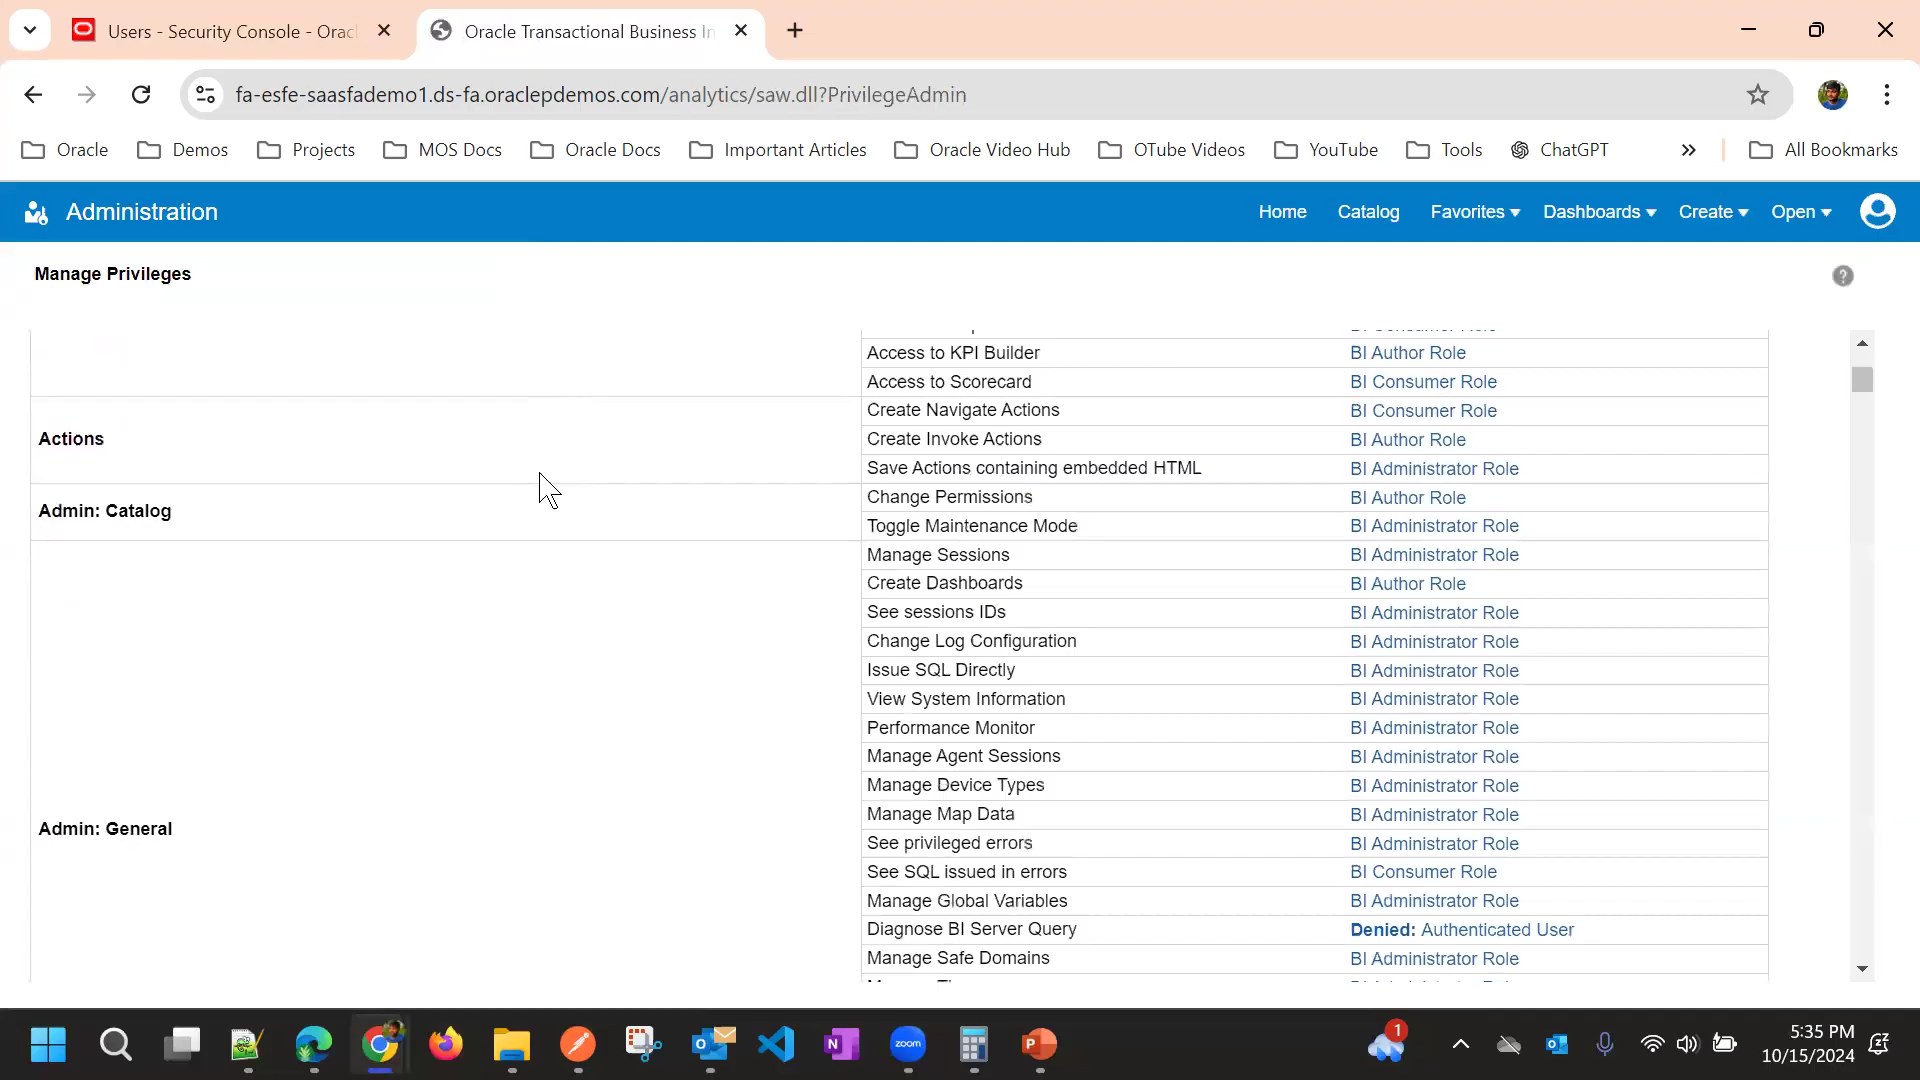 Users - Security Console - Orac
Oracle Transactional Business In
fa-esfe-saasfademo1.ds-fa.oraclepdemos.com/analytics/saw.dll?PrivilegeAdmin
Oracle
Demos
Projects
MOS Docs
Oracle Docs
Important Articles
Oracle Video Hub
OTube Videos
YouTube
Tools
ChatGPT
»
All Bookmarks
Administration
Home
Catalog
Favorites
Dashboards
Create
Open
Manage Privileges
?
Access to KPI Builder BI Author Role
Access to Scorecard BI Consumer Role
Actions
Create Navigate Actions BI Consumer Role
Create Invoke Actions BI Author Role
Save Actions containing embedded HTML BI Administrator Role
Admin: Catalog
Change Permissions BI Author Role
Toggle Maintenance Mode BI Administrator Role
Admin: General
Manage Sessions BI Administrator Role
Create Dashboards BI Author Role
See sessions IDs BI Administrator Role
Change Log Configuration BI Administrator Role
Issue SQL Directly BI Administrator Role
View System Information BI Administrator Role
Performance Monitor BI Administrator Role
Manage Agent Sessions BI Administrator Role
Manage Device Types BI Administrator Role
Manage Map Data BI Administrator Role
See privileged errors BI Administrator Role
See SQL issued in errors BI Consumer Role
Manage Global Variables BI Administrator Role
Diagnose BI Server Query Denied: Authenticated User
Manage Safe Domains BI Administrator Role
zoom
1
5:35 PM
10/15/2024